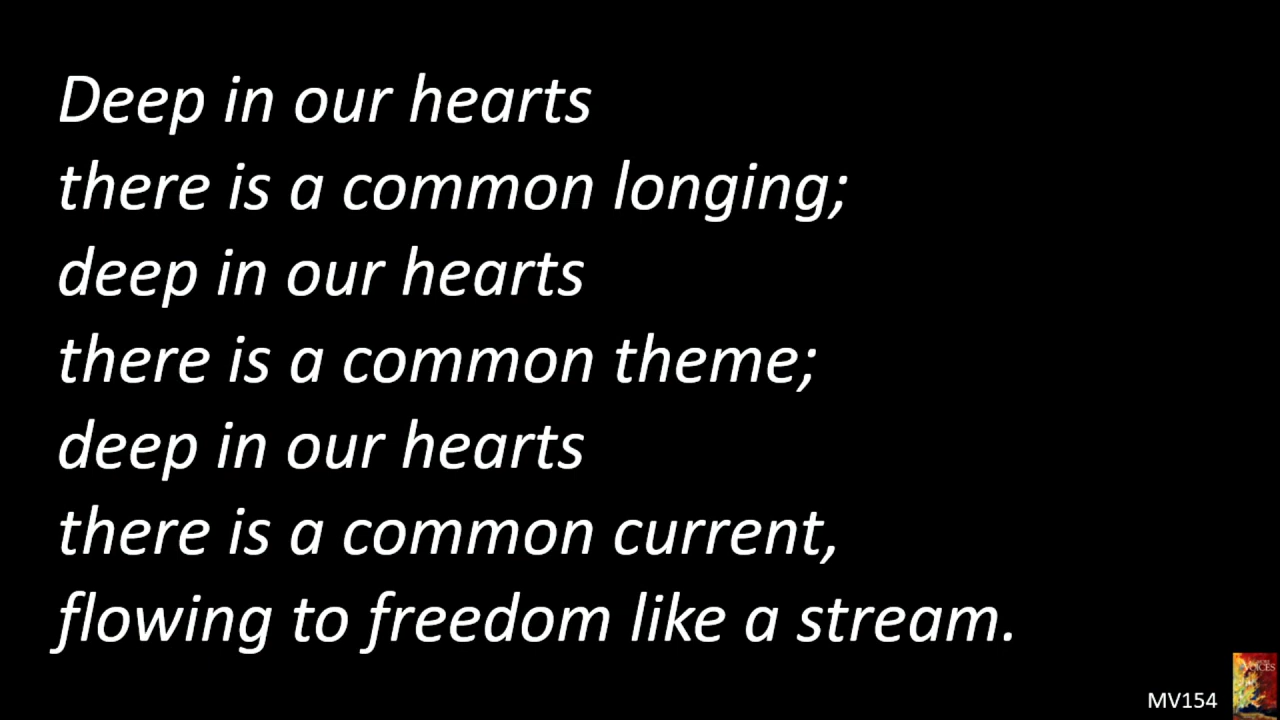 Deep in our hearts
there is a common longing;
deep in our hearts
there is a common theme;
deep in our hearts
there is a common current,
flowing to freedom like a stream.
VOICES
MV154